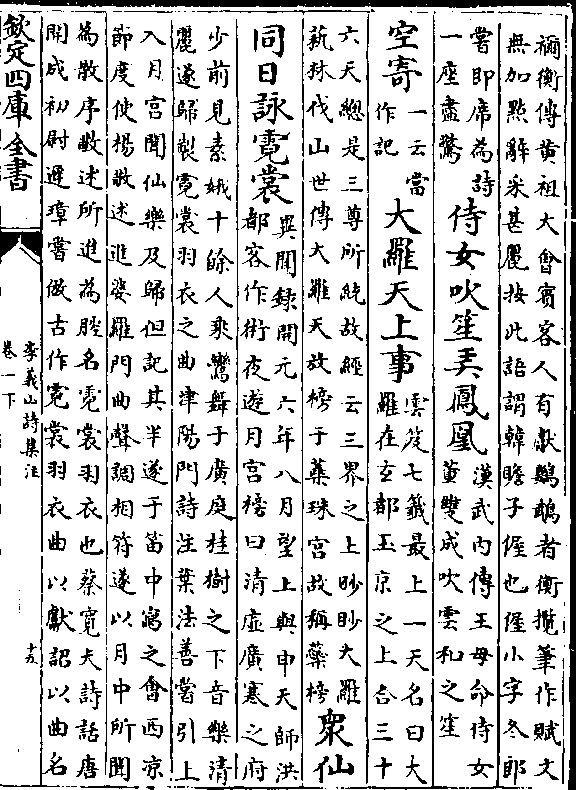 禰衡傳黃祖大會賓客人有獻鸚鵡者衡攬筆作賦文
無加點辭采甚麗按此語謂韓瞻子偓也偓小字冬郎
嘗即席為詩
一座盡驚
侍女吹笙弄鳳凰
漢武內傳王母命侍女
董雙成吹雲和之笙
空寄
一云當
作記
大羅天上事
雲笈七籤最上一天名曰大
羅在玄都玉京之上合三十
六天總是三尊所統故經云三界之上眇眇大羅
蓺林伐山世傳大羅天放榜于蘂珠宮故稱蘂榜
衆仙
同日詠霓裳
異聞錄開元六年八月望上與申天師洪
都客作術夜遊月宮榜曰清虛廣寒之府
少前見素娥十餘人乘鸞舞于廣庭桂樹之下音樂清
麗遂歸製霓裳羽衣之曲津陽門詩注葉法善嘗引上
入月宮聞仙樂及歸但記其半遂于笛中寫之會西凉
節度使楊敬述進婆羅門曲聲調相符遂以月中所聞
為散序敬述所進為腔名霓裳羽衣也蔡寬夫詩話唐
開成初尉遲璋嘗倣古作霓裳羽衣曲以獻詔以曲名
欽定四庫全書
李義山詩集注
卷一下
十五